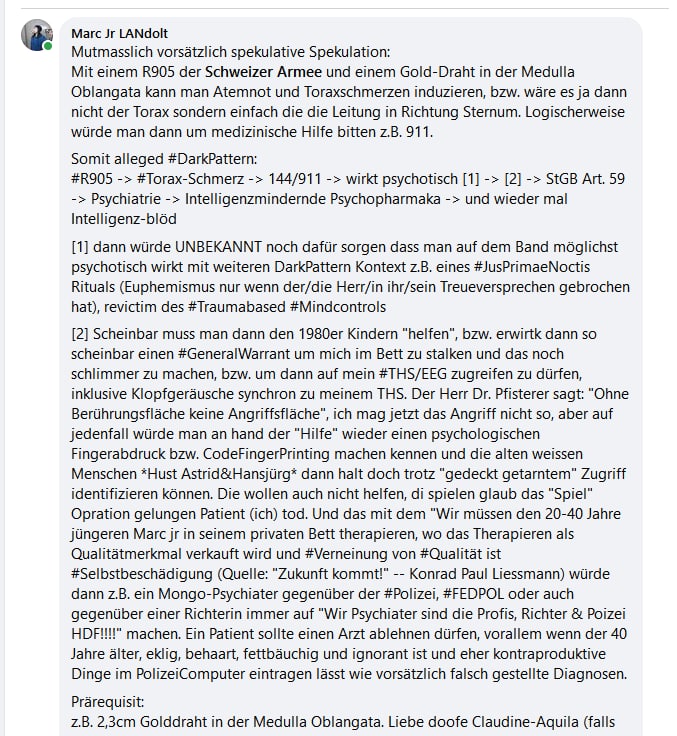 Marc Jr LANdolt
Mutmasslich vorsätzlich spekulative Spekulation:
Mit einem R905 der Schweizer Armee und einem Gold-Draht in der Medulla
Oblangata kann man Atemnot und Toraxschmerzen induzieren, bzw. wäre es ja dann
nicht der Torax sondern einfach die die Leitung in Richtung Sternum. Logischerweise
würde man dann um medizinische Hilfe bitten z.B. 911.
Somit alleged #DarkPattern:
#R905 -> #Torax-Schmerz -> 144/911 -> wirkt psychotisch [1] -> [2] -> StGB Art. 59
-> Psychiatrie -> Intelligenzmindernde Psychopharmaka -> und wieder mal
Intelligenz-blöd
[1] dann würde UNBEKANNT noch dafür sorgen dass man auf dem Band möglichst
psychotisch wirkt mit weiteren DarkPattern Kontext z.B. eines #JusPrimaeNoctis
Rituals (Euphemismus nur wenn der/die Herr/in ihr/sein Treueversprechen gebrochen
hat), revictim des #Traumabased #Mindcontrols
[2] Scheinbar muss man dann den 1980er Kindern "helfen", bzw. erwirtk dann so
scheinbar einen #GeneralWarrant um mich im Bett zu stalken und das noch
schlimmer zu machen, bzw. um dann auf mein #THS/EEG zugreifen zu dürfen,
inklusive Klopfgeräusche synchron zu meinem THS. Der Herr Dr. Pfisterer sagt: "Ohne
Berührungsfläche keine Angriffsfläche", ich mag jetzt das Angriff nicht so, aber auf
jedenfall würde man an hand der "Hilfe" wieder einen psychologischen
Fingerabdruck bzw. CodeFingerPrinting machen kennen und die alten weissen
Menschen *Hust Astrid&Hansjürg* dann halt doch trotz "gedeckt getarntem" Zugriff
identifizieren können. Die wollen auch nicht helfen, di spielen glaub das "Spiel"
Opration gelungen Patient (ich) tod. Und das mit dem "Wir müssen den 20-40 Jahre
jüngeren Marc jr in seinem privaten Bett therapieren, wo das Therapieren als
Qualitätmerkmal verkauft wird und #Verneinung von #Qualität ist
#Selbstbeschädigung (Quelle: "Zukunft kommt!" -- Konrad Paul Liessmann) würde
dann z.B. ein Mongo-Psychiater gegenüber der #Polizei, #FEDPOL oder auch
gegenüber einer Richterin immer auf "Wir Psychiater sind die Profis, Richter & Poizei
HDF!!!!" machen. Ein Patient sollte einen Arzt ablehnen dürfen, vorallem wenn der 40
Jahre älter, eklig, behaart, fettbäuchig und ignorant ist und eher kontraproduktive
Dinge im PolizeiComputer eintragen lässt wie vorsätzlich falsch gestellte Diagnosen.
Prärequisit:
z.B. 2,3cm Golddraht in der Medulla Oblangata. Liebe doofe Claudine-Aquila (falls